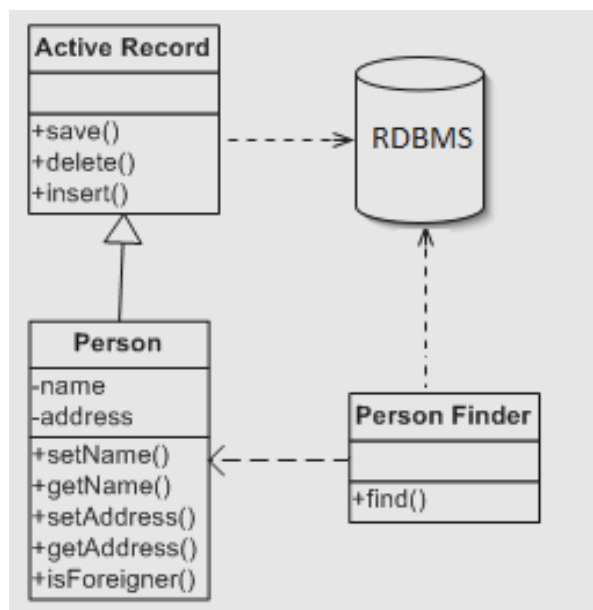 Active Record
+save()
+delete()
+insert()
RDBMS
Person
-name
-address
+setName()
+getName()
+setAddress()
+getAddress()
+isForeigner()
Person Finder
+find()